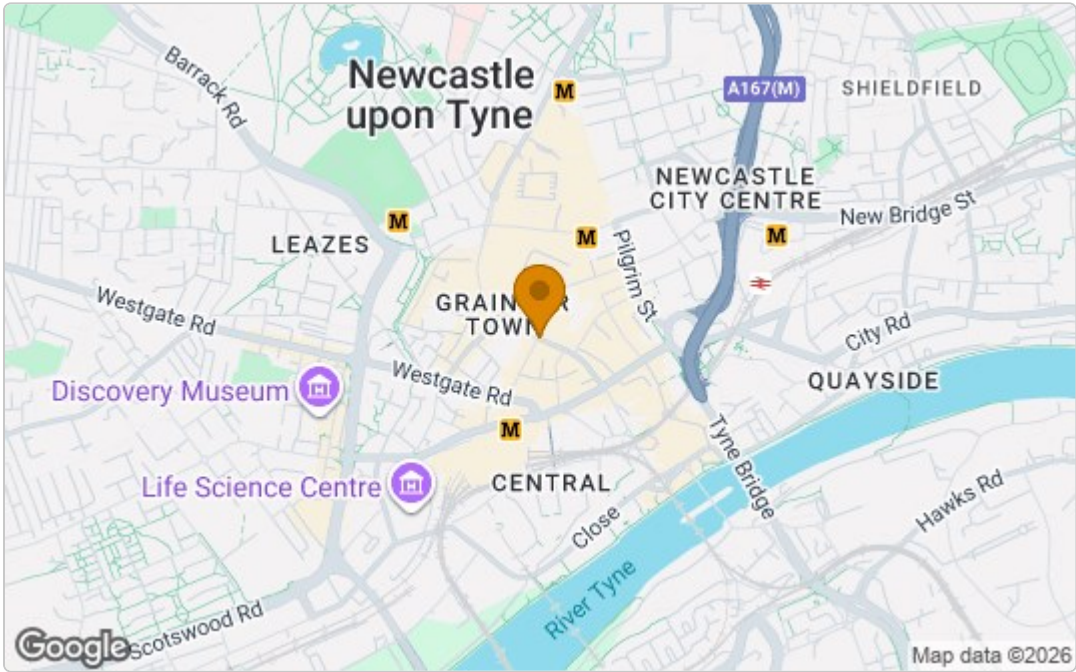 Barrack Rd
Newcastle
upon Tyne
M
A167(M)
SHIELDFIELD
NEWCASTLE
CITY CENTRE
New Bridge St
M
LEAZES
M
Pilgrim St
M
Westgate Rd
GRAIN R
TOWN
City Rd
Discovery Museum
Westgate Rd
QUAYSIDE
M
Tyne Bridge
Life Science Centre
CENTRAL
Close
Hawks Rd
River Tyne
Scotswood Rd
Google
Map data ©2026